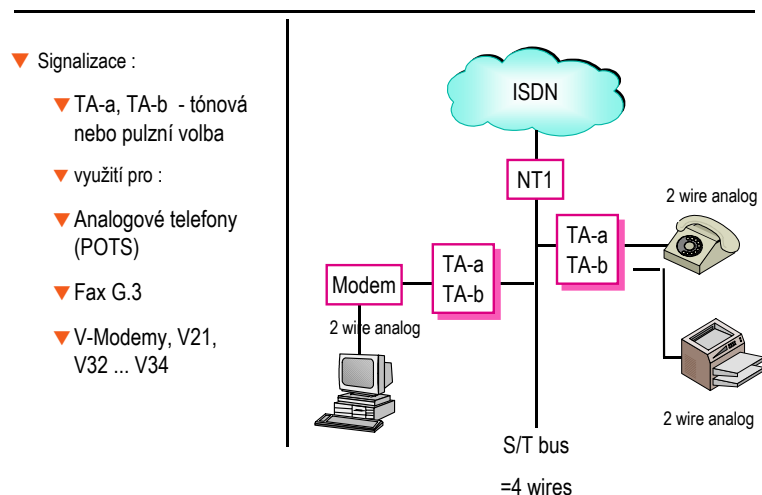 Signalizace :
TA-a, TA-b - tónová
nebo pulzní volba
využití pro :
Analogové telefony
(POTS)
Fax G.3
V-Modemy, V21,
V32 ... V34
ISDN
NT1
2 wire analog
TA-a
TA-b
TA-a
TA-b
Modem
2 wire analog
2 wire analog
S/T bus
=4 wires